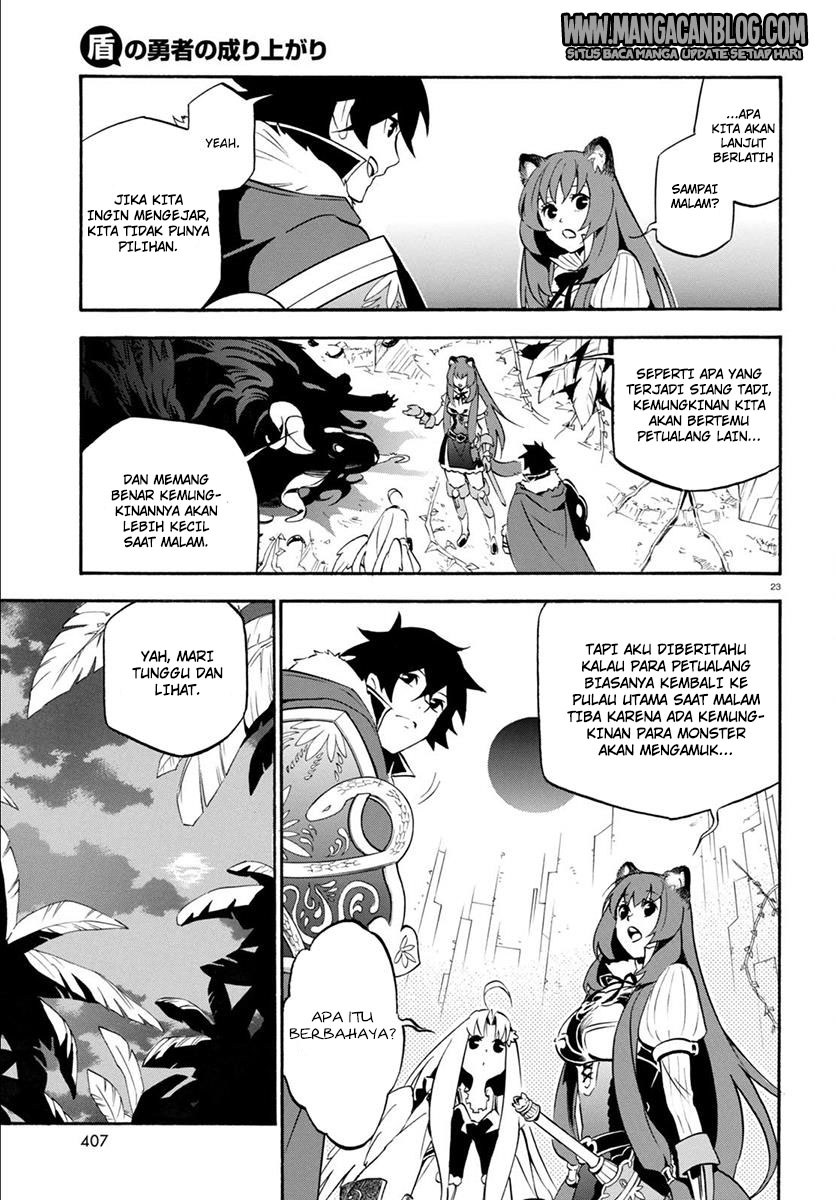 盾の勇者の成り上がり
WWW.MANGACANBLOG.COM
SITUS BACA MANGA UPDATE SETIAP HARI
...APA
KITA AKAN
LANJUT
BERLATIH
SAMPAI
MALAM?
YEAH.
JIKA KITA
INGIN MENGEJAR,
KITA TIDAK PUNYA
PILIHAN.
SEPERTI APA YANG
TERJADI SIANG TADI,
KEMUNGKINAN KITA
AKAN BERTEMU
PETUALANG LAIN...
DAN MEMANG
BENAR KEMUNG-
KINANNYA AKAN
LEBIH KECIL
SAAT MALAM.
23
TAPI AKU DIBERITAHU
KALAU PARA PETUALANG
BIASANYA KEMBALI KE
PULAU UTAMA SAAT MALAM
TIBA KARENA ADA KEMUNG-
KINAN PARA MONSTER
AKAN MENGAMUK...
APA ITU
BERBAHAYA?
YAH, MARI
TUNGGU DAN
LIHAT.
407